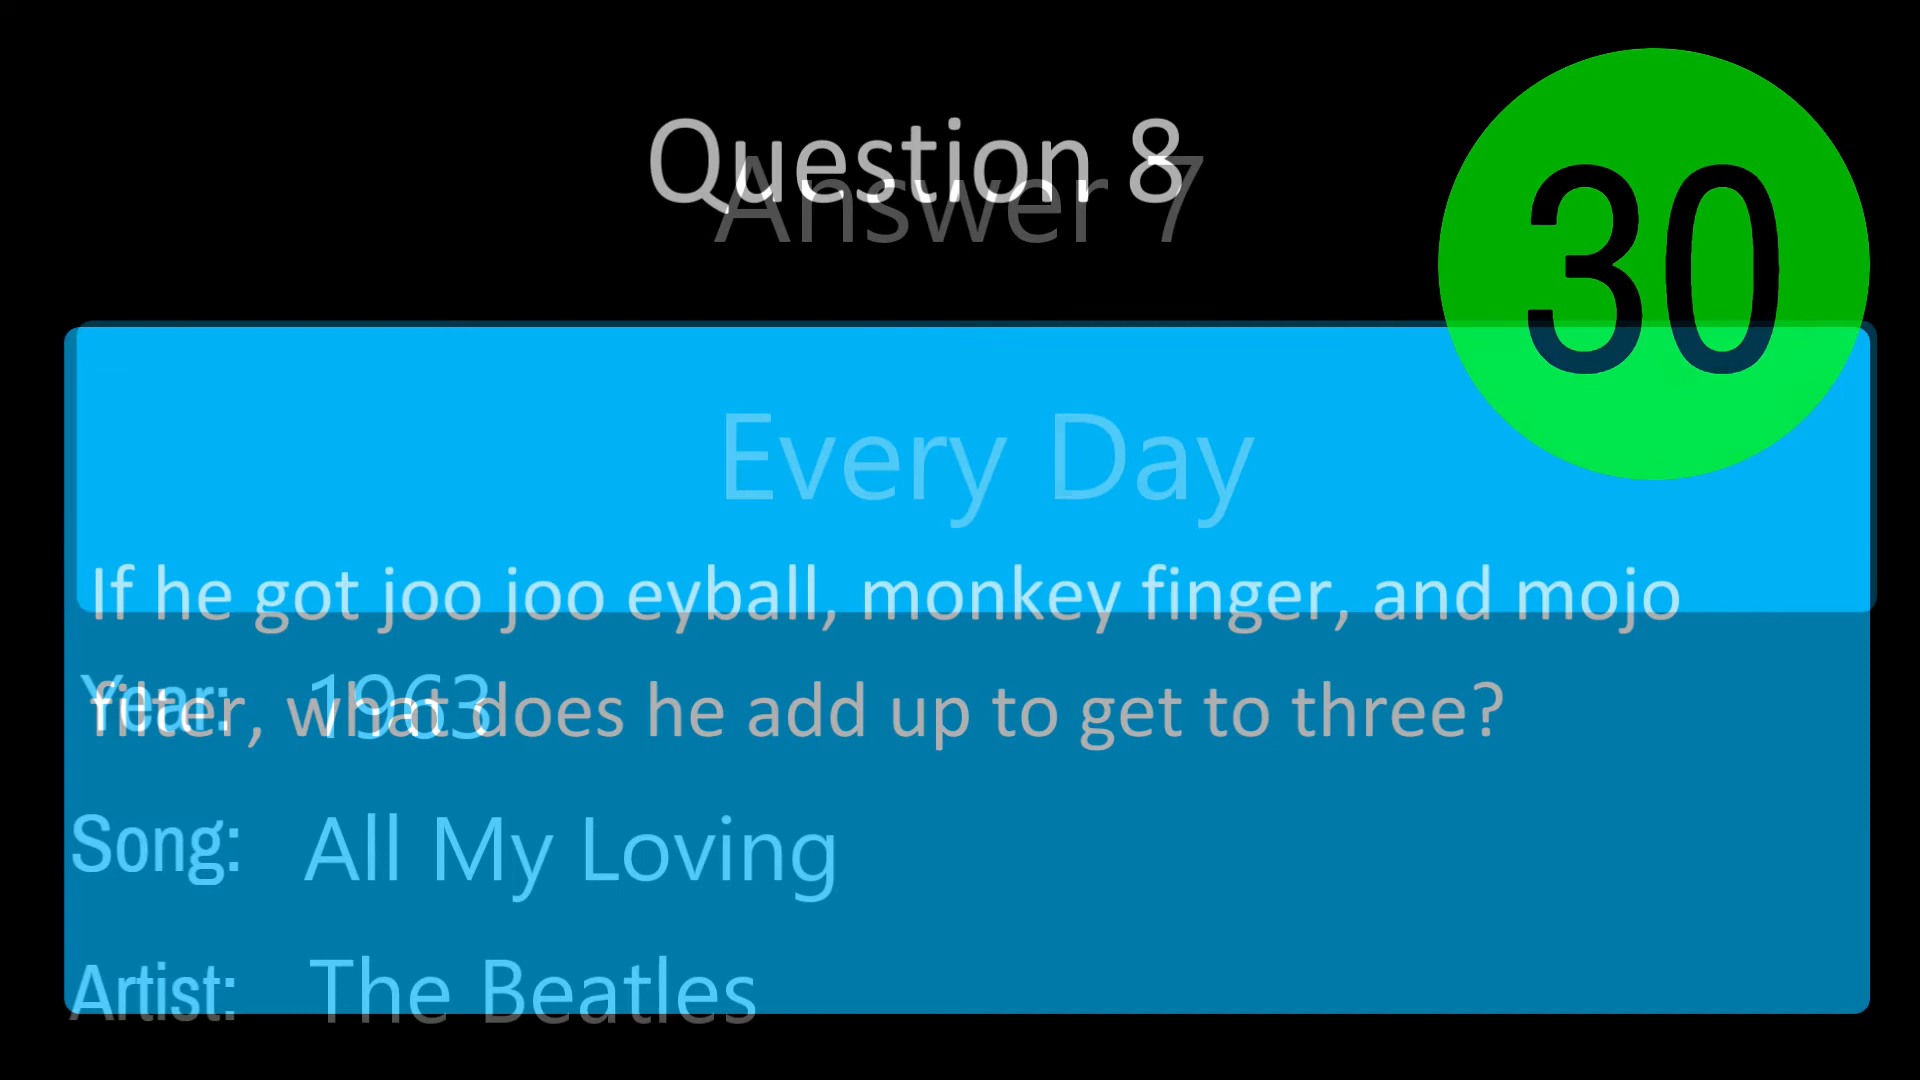 Question 8
Answer 7
30
Every Day
If he got joo joo eyball, monkey finger, and mojo
filter, what does he add up to get to three?
Year: 1963
Song: All My Loving
Artist: The Beatles